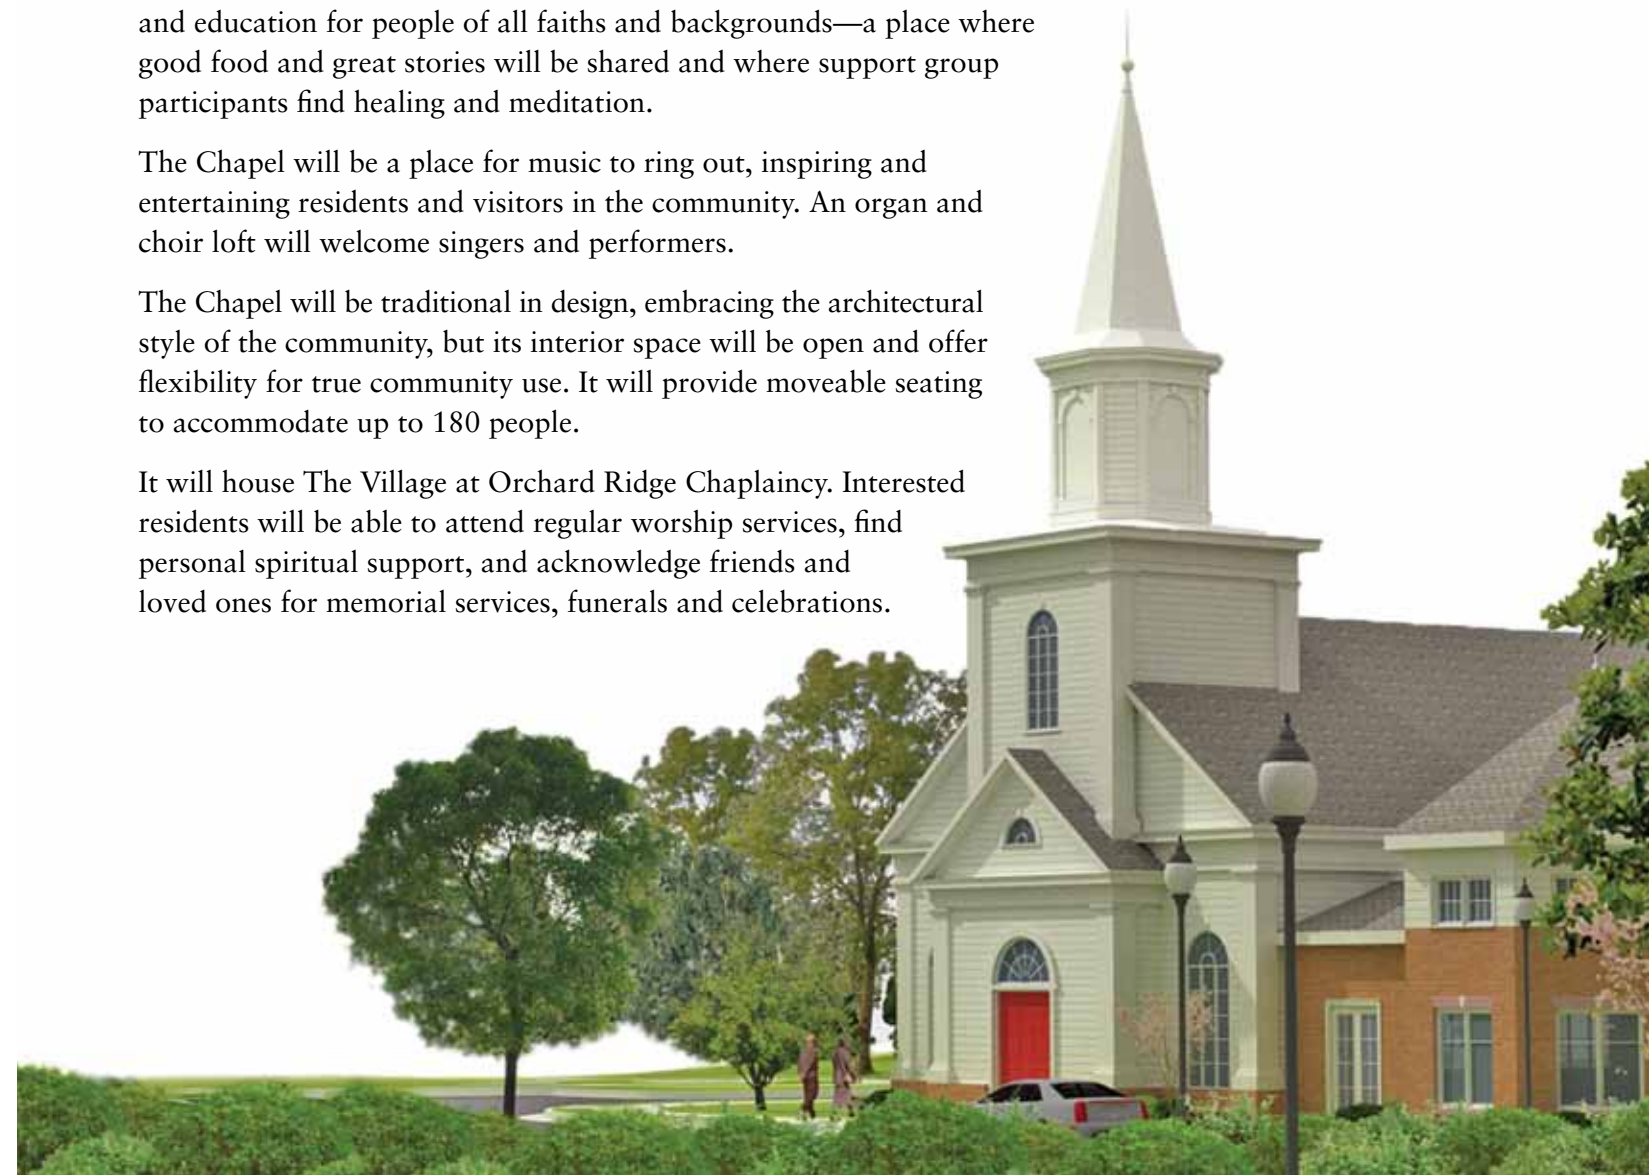 and education for people of all faiths and backgrounds—a place where
good food and great stories will be shared and where support group
participants find healing and meditation.
The Chapel will be a place for music to ring out, inspiring and
entertaining residents and visitors in the community. An organ and
choir loft will welcome singers and performers.
The Chapel will be traditional in design, embracing the architectural
style of the community, but its interior space will be open and offer
flexibility for true community use. It will provide moveable seating
to accommodate up to 180 people.
It will house The Village at Orchard Ridge Chaplaincy. Interested
residents will be able to attend regular worship services, find
personal spiritual support, and acknowledge friends and
loved ones for memorial services, funerals and celebrations.